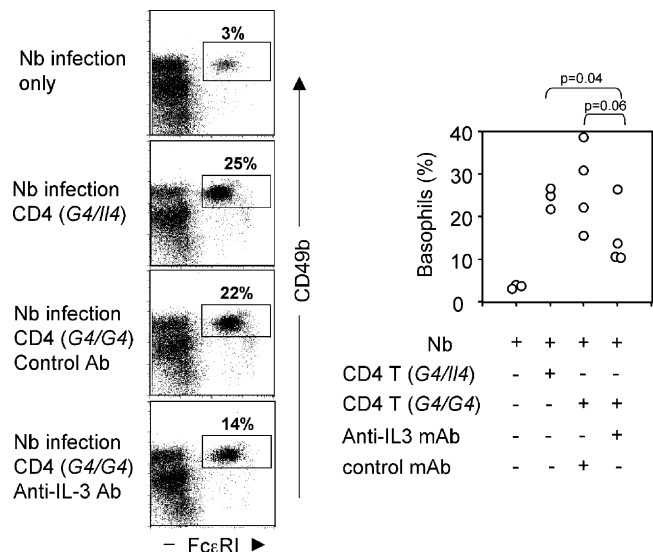 Nb infection
only
3%
Nb infection
CD4 (G4/Il4)
25%
Nb infection
CD4 (G4/G4)
Control Ab
22%
Nb infection
CD4 (G4/G4)
Anti-IL-3 Ab
14%
– FcεRI ►
CD49b
p=0.04
p=0.06
Basophils (%)
40
30
20
10
0
Nb + + + +
CD4 T (G4/Il4) - + - -
CD4 T (G4/G4) - - + +
Anti-IL3 mAb - - - +
control mAb - - + -